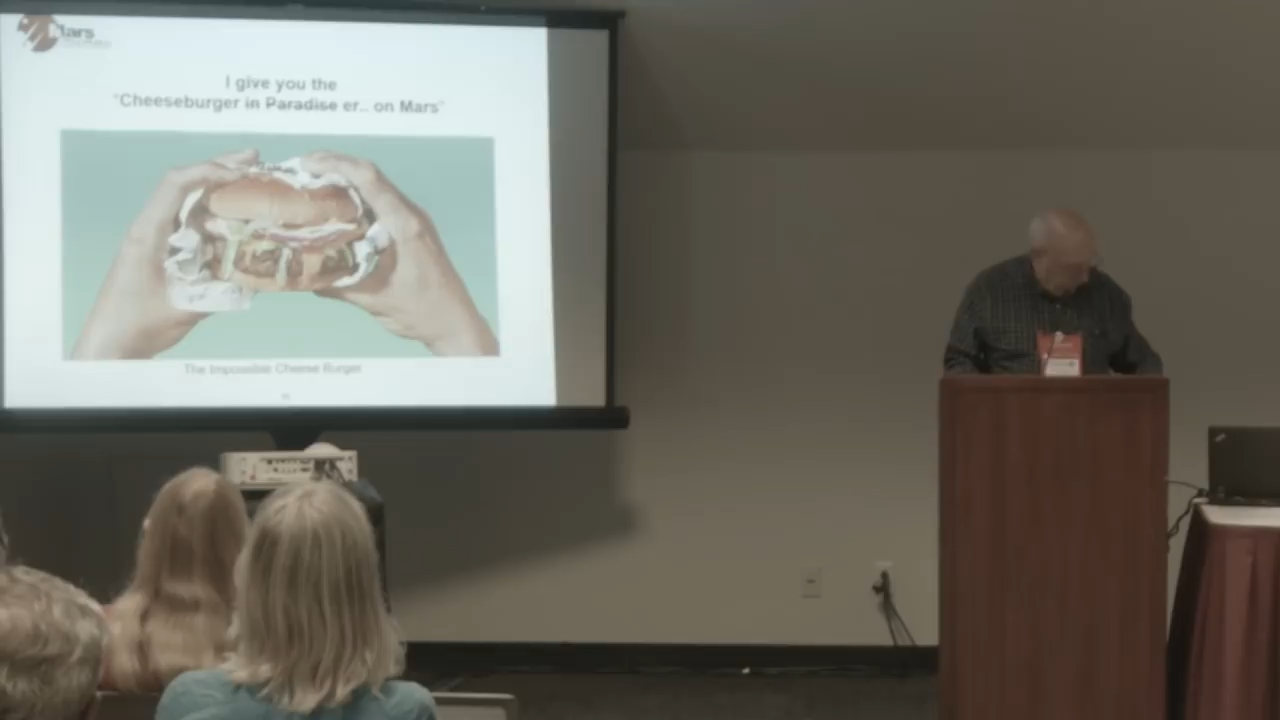 Mars
I give you the
"Cheeseburger in Paradise er.. on Mars"
The Impossible Cheese Burger